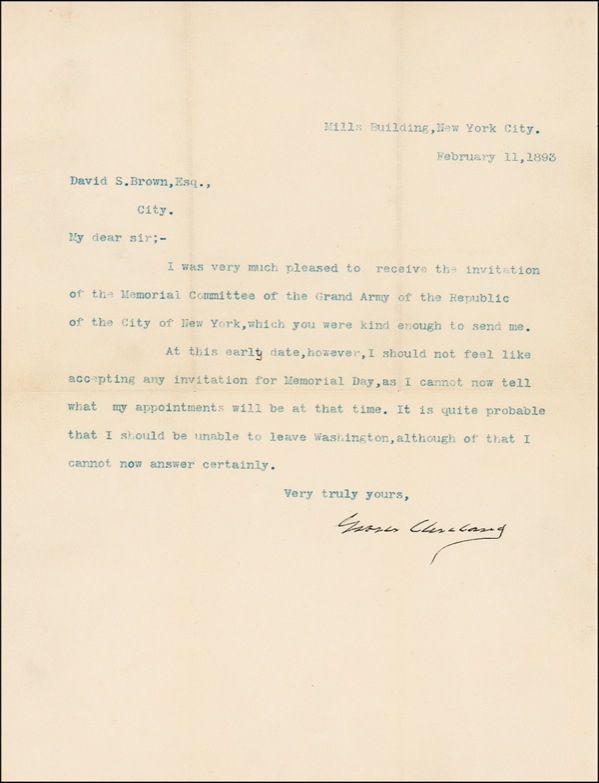 Mills Building,New York City.
February 11,1893
David S.Brown,Esq.,
City.
My dear sir;-
I was very much pleased to receive the invitation
of the Memorial Committee of the Grand Army of the Republic
of the City of New York,which you were kind enough to send me.
At this early date,however,I should not feel like
accepting any invitation for Memorial Day,as I cannot now tell
what my appointments will be at that time. It is quite probable
that I should be unable to leave Washington,although of that I
cannot now answer certainly.
Very truly yours,
Grover Cleveland